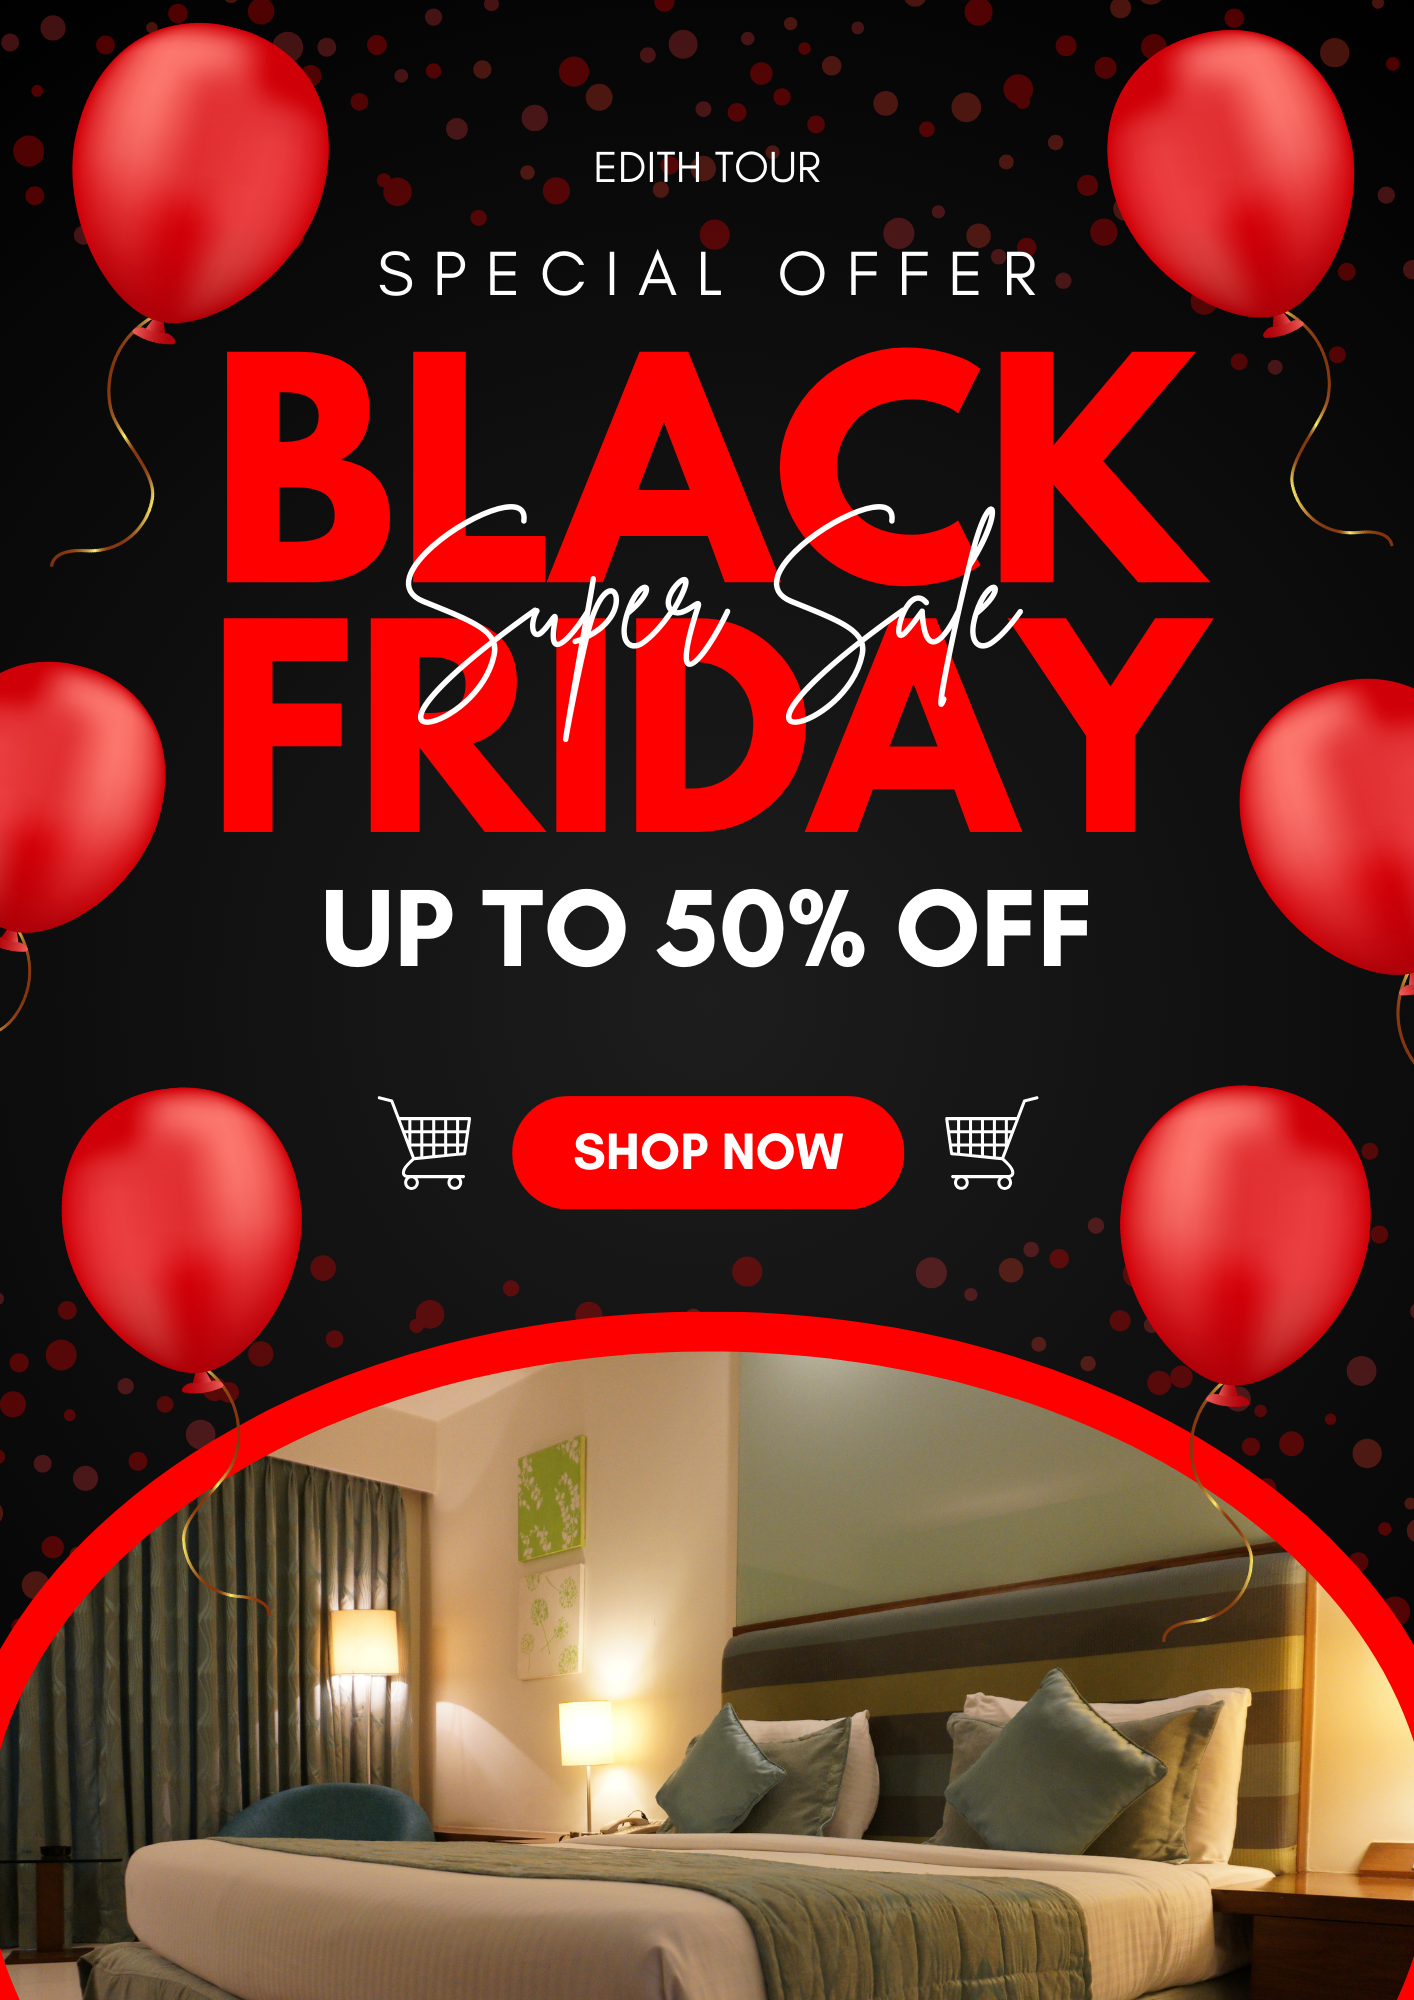 EDITH TOUR
SPECIAL OFFER
BLACK
Super Sale
FRIDAY
UP TO 50% OFF
SHOP NOW